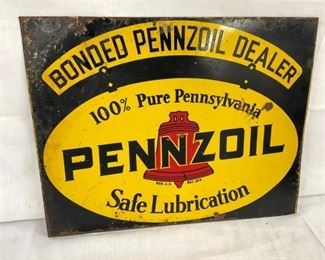 BONDED PENNZOIL DEALER
100% Pure Pennsylvania
PENNZOIL
Safe Lubrication